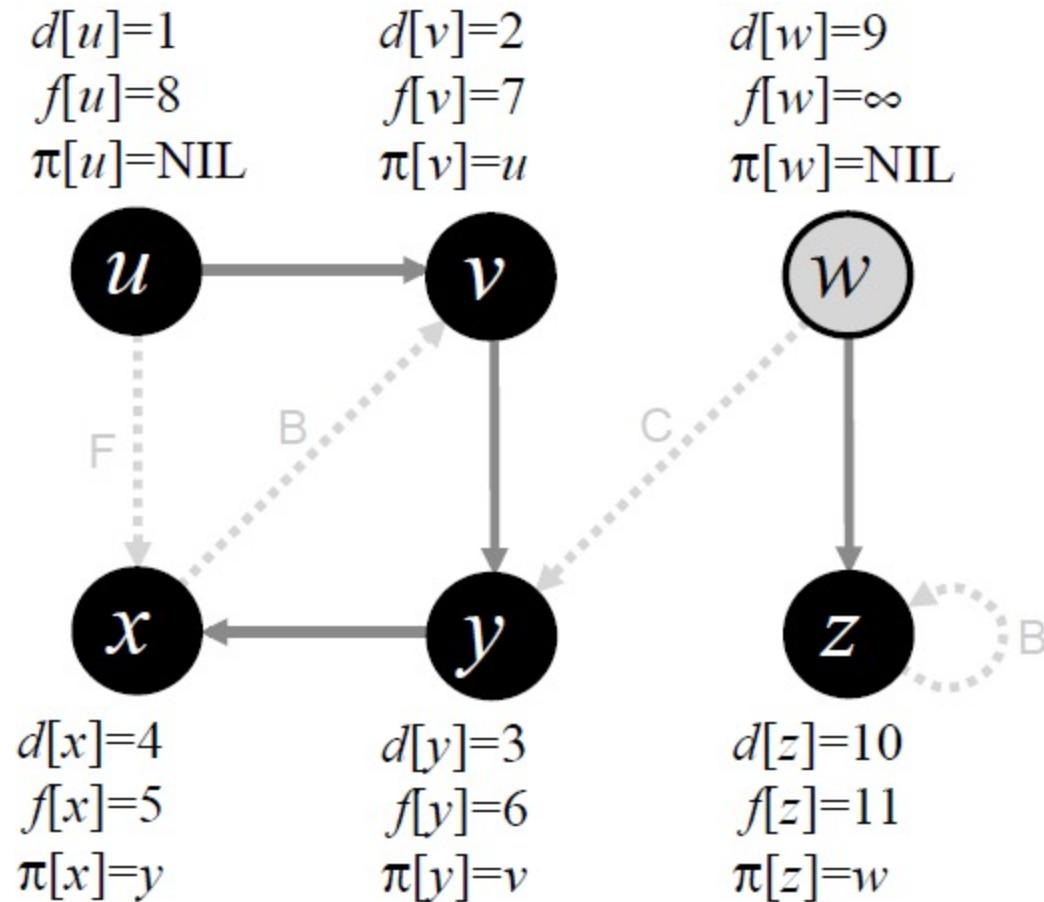 d[u]=1
f[u]=8
π[u]=NIL
d[v]=2
f[v]=7
π[v]=u
d[w]=9
f[w]=∞
π[w]=NIL
u
v
w
F
B
C
x
y
z
B
d[x]=4
f[x]=5
π[x]=y
d[y]=3
f[y]=6
π[y]=v
d[z]=10
f[z]=11
π[z]=w